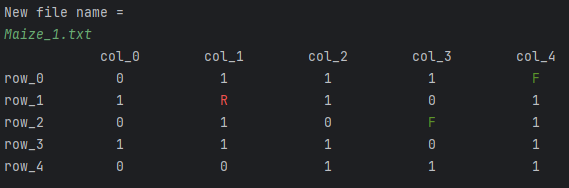 New file name =
Maize_1.txt
col_0 col_1 col_2 col_3 col_4
row_0 0 1 1 1 F
row_1 1 R 1 0 1
row_2 0 1 0 F 1
row_3 1 1 1 0 1
row_4 0 0 1 1 1